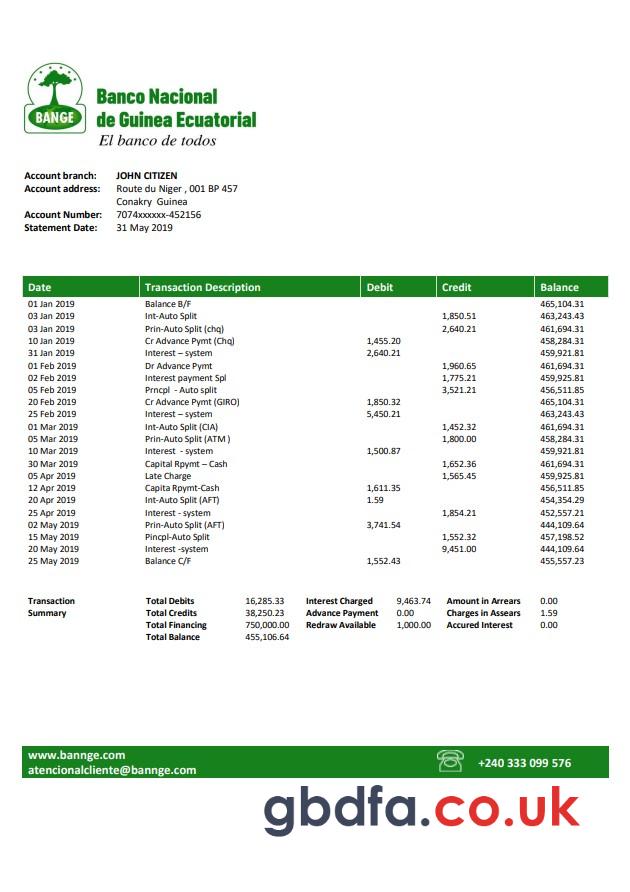 BANGE
Banco Nacional
de Guinea Ecuatorial
El banco de todos
Account branch: JOHN CITIZEN
Account address: Route du Niger , 001 BP 457
Conakry Guinea
Account Number: 7074xxxxxx-452156
Statement Date: 31 May 2019
Date Transaction Description Debit Credit Balance
01 Jan 2019 Balance B/F 465,104.31
03 Jan 2019 Int-Auto Split 1,850.51 463,243.43
03 Jan 2019 Prin-Auto Split (chq) 2,640.21 461,694.31
10 Jan 2019 Cr Advance Pymt (Chq) 1,455.20 458,284.31
31 Jan 2019 Interest – system 2,640.21 459,921.81
01 Feb 2019 Dr Advance Pymt 1,960.65 461,694.31
02 Feb 2019 Interest payment Spl 1,775.21 459,925.81
05 Feb 2019 Prncpl - Auto split 3,521.21 456,511.85
20 Feb 2019 Cr Advance Pymt (GIRO) 1,850.32 465,104.31
25 Feb 2019 Interest – system 5,450.21 463,243.43
01 Mar 2019 Int-Auto Split (CIA) 1,452.32 461,694.31
05 Mar 2019 Prin-Auto Split (ATM ) 1,800.00 458,284.31
10 Mar 2019 Interest - system 1,500.87 459,921.81
30 Mar 2019 Capital Rpymt – Cash 1,652.36 461,694.31
05 Apr 2019 Late Charge 1,565.45 459,925.81
12 Apr 2019 Capita Rpymt-Cash 1,611.35 456,511.85
20 Apr 2019 Int-Auto Split (AFT) 1.59 454,354.29
25 Apr 2019 Interest - system 1,854.21 452,557.21
02 May 2019 Prin-Auto Split (AFT) 3,741.54 444,109.64
15 May 2019 Pincpl-Auto Split 1,552.32 457,198.52
20 May 2019 Interest -system 9,451.00 444,109.64
25 May 2019 Balance C/F 1,552.43 455,557.23
Transaction Total Debits 16,285.33 Interest Charged 9,463.74 Amount in Arrears 0.00
Summary Total Credits 38,250.23 Advance Payment 0.00 Charges in Assears 1.59
Total Financing 750,000.00 Redraw Available 1,000.00 Accured Interest 0.00
Total Balance 455,106.64
www.bannge.com
atencionalcliente@bannge.com
+240 333 099 576
gbdfa.co.uk